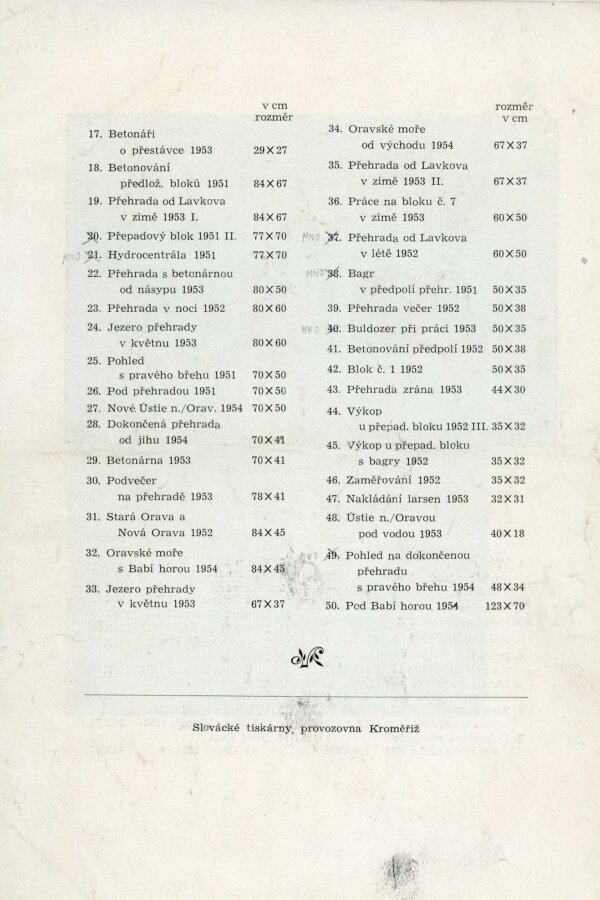 v cm
rozměr
17. Betonáři
o přestávce 1953 29×27
18. Betonování
předlož. bloků 1951 84×67
19. Přehrada od Lavkova
v zimě 1953 I. 84×67
20. Přepadový blok 1951 II. 77×70
MNO 21. Hydrocentrála 1951 77×70
22. Přehrada s betonárnou
od násypu 1953 80×50
23. Přehrada v noci 1952 80×60
24. Jezero přehrady
v květnu 1953 80×60
25. Pohled
s pravého břehu 1951 70×50
26. Pod přehradou 1951 70×50
27. Nové Ústie n./Orav. 1954 70×50
28. Dokončená přehrada
od jihu 1954 70×41
29. Betonárna 1953 70×41
30. Podvečer
na přehradě 1953 78×41
31. Stará Orava a
Nová Orava 1952 84×45
32. Oravské moře
s Babí horou 1954 84×45
33. Jezero přehrady
v květnu 1953 67×37
rozměr
v cm
34. Oravské moře
od východu 1954 67×37
35. Přehrada od Lavkova
v zimě 1953 II. 67×37
36. Práce na bloku č. 7
v zimě 1953 60×50
MNO 37. Přehrada od Lavkova
v létě 1952 60×50
MNO 38. Bagr
v předpolí přehr. 1951 50×35
39. Přehrada večer 1952 50×38
MNO 40. Buldozer při práci 1953 50×35
41. Betonování předpolí 1952 50×38
42. Blok č. 1 1952 50×35
43. Přehrada zrána 1953 44×30
44. Výkop
u přepad. bloku 1952 III. 35×32
45. Výkop u přepad. bloku
s bagry 1952 35×32
46. Zaměřování 1952 35×32
47. Nakládání larsen 1953 32×31
48. Ústie n./Oravou
pod vodou 1953 40×18
MNO 49. Pohled na dokončenou
přehradu
s pravého břehu 1954 48×34
50. Pod Babí horou 1954 123×70
Slovácké tiskárny, provozovna Kroměříž